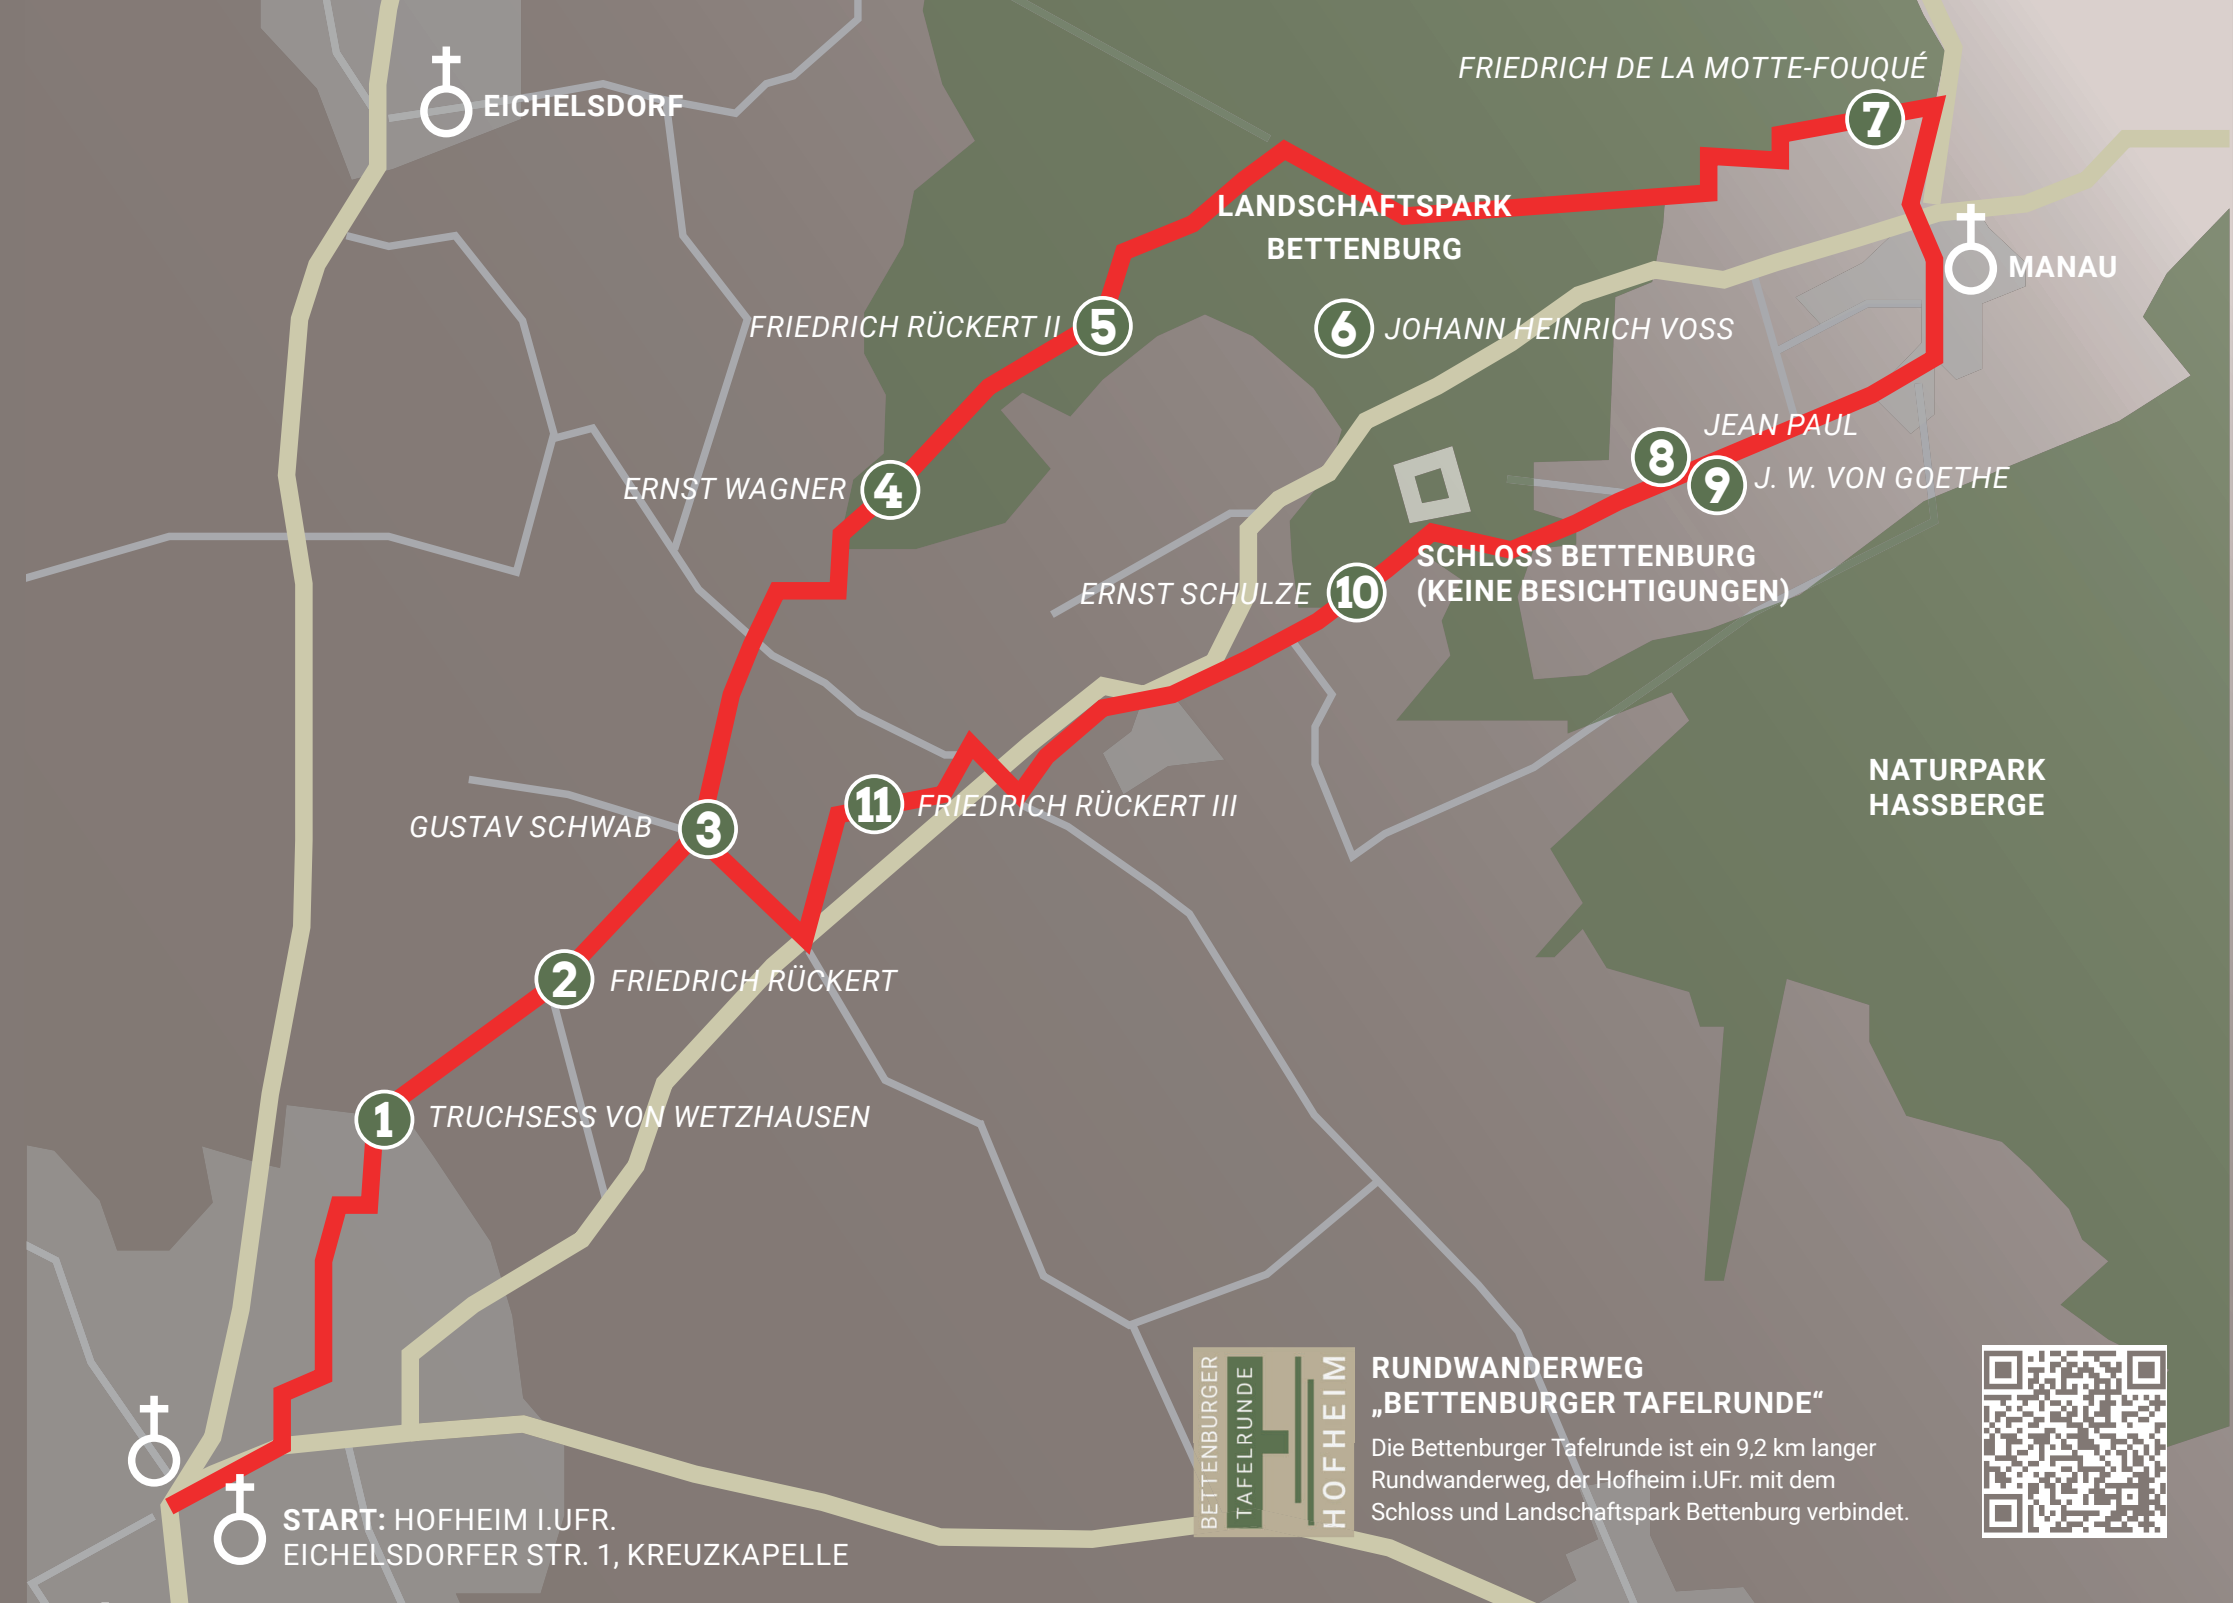 FRIEDRICH DE LA MOTTE-FOUQUÉ
7
EICHELSDORF
LANDSCHAFTSPARK
BETTENBURG
MANAU
FRIEDRICH RÜCKERT II
5
6
JOHANN HEINRICH VOSS
JEAN PAUL
8
9
J. W. VON GOETHE
ERNST WAGNER
4
SCHLOSS BETTENBURG
(KEINE BESICHTIGUNGEN)
ERNST SCHULZE
10
NATURPARK
HASSBERGE
11
FRIEDRICH RÜCKERT III
GUSTAV SCHWAB
3
2
FRIEDRICH RÜCKERT
1
TRUCHSESS VON WETZHAUSEN
BETTENBURGER
TAFELRUNDE
HOFHEIM
RUNDWANDERWEG
„BETTENBURGER TAFELRUNDE“
Die Bettenburger Tafelrunde ist ein 9,2 km langer
Rundwanderweg, der Hofheim i.UFr. mit dem
Schloss und Landschaftspark Bettenburg verbindet.
START: HOFHEIM I.UFR.
EICHELSDORFER STR. 1, KREUZKAPELLE